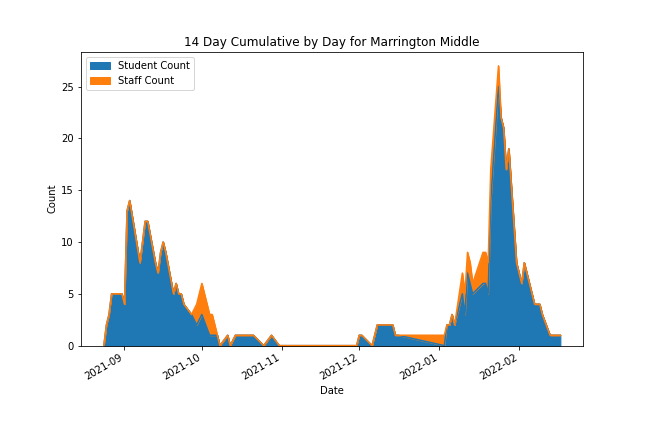 14 Day Cumulative by Day for Marrington Middle
Student Count
Staff Count
25
20
15
10
5
0
Count
2021-09
2021-10
2021-11
2021-12
2022-01
2022-02
Date